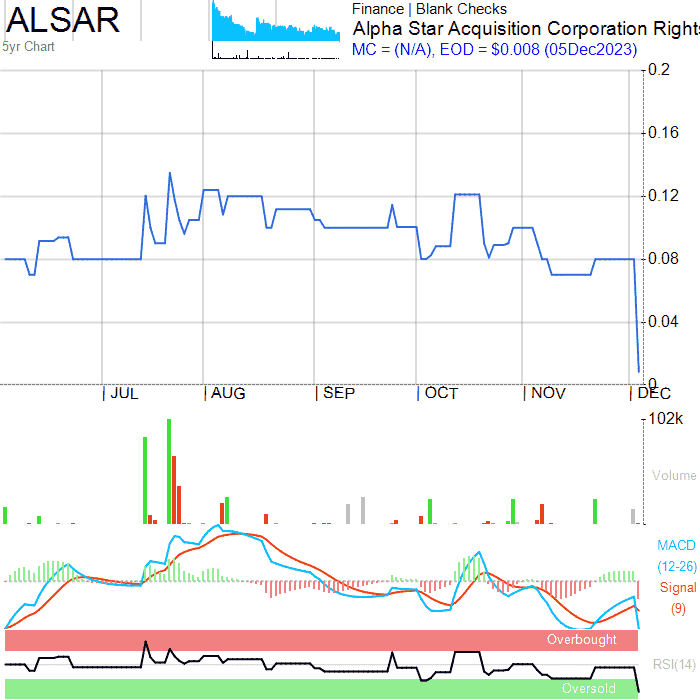 ALSAR
5yr Chart
Finance | Blank Checks
Alpha Star Acquisition Corporation Rights
MC = (N/A), EOD = $0.008 (05Dec2023)
0.2
0.16
0.12
0.08
0.04
0
JUL AUG SEP OCT NOV DEC
102k
Volume
MACD
(12-26)
Signal
(9)
Overbought
RSI(14)
Oversold